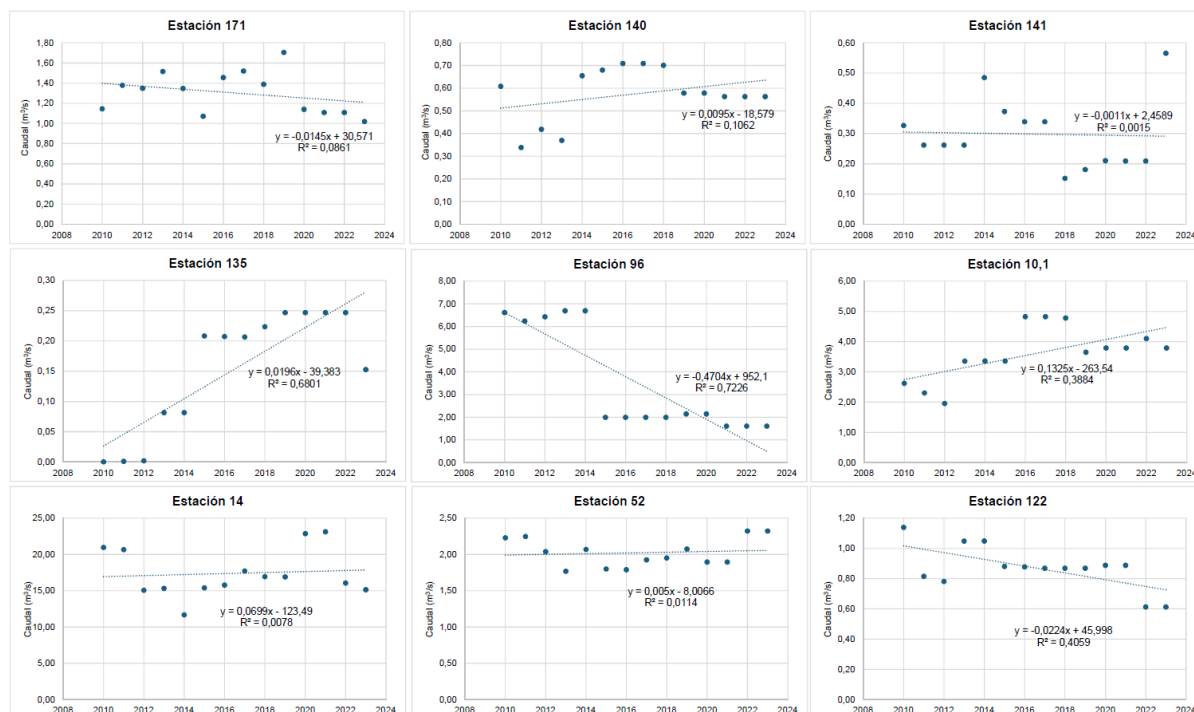 Estación 171
Caudal (m³/s)
1,80
1,60
1,40
1,20
1,00
0,80
0,60
0,40
0,20
0,00
y = -0,0145x + 30,571
R² = 0,0861
2008 2010 2012 2014 2016 2018 2020 2022 2024
Estación 140
Caudal (m³/s)
0,80
0,70
0,60
0,50
0,40
0,30
0,20
0,10
0,00
y = 0,0095x - 18,579
R² = 0,1062
2008 2010 2012 2014 2016 2018 2020 2022 2024
Estación 141
Caudal (m³/s)
0,60
0,50
0,40
0,30
0,20
0,10
0,00
y = -0,0011x + 2,4589
R² = 0,0015
2008 2010 2012 2014 2016 2018 2020 2022 2024
Estación 135
Caudal (m³/s)
0,30
0,25
0,20
0,15
0,10
0,05
0,00
y = 0,0196x - 39,383
R² = 0,6801
2008 2010 2012 2014 2016 2018 2020 2022 2024
Estación 96
Caudal (m³/s)
8,00
7,00
6,00
5,00
4,00
3,00
2,00
1,00
0,00
y = -0,4704x + 952,1
R² = 0,7226
2008 2010 2012 2014 2016 2018 2020 2022 2024
Estación 10,1
Caudal (m³/s)
6,00
5,00
4,00
3,00
2,00
1,00
0,00
y = 0,1325x - 263,54
R² = 0,3884
2008 2010 2012 2014 2016 2018 2020 2022 2024
Estación 14
Caudal (m³/s)
25,00
20,00
15,00
10,00
5,00
0,00
y = 0,0699x - 123,49
R² = 0,0078
2008 2010 2012 2014 2016 2018 2020 2022 2024
Estación 52
Caudal (m³/s)
2,50
2,00
1,50
1,00
0,50
0,00
y = 0,005x - 8,0066
R² = 0,0114
2008 2010 2012 2014 2016 2018 2020 2022 2024
Estación 122
Caudal (m³/s)
1,20
1,00
0,80
0,60
0,40
0,20
0,00
y = -0,0224x + 45,998
R² = 0,4059
2008 2010 2012 2014 2016 2018 2020 2022 2024